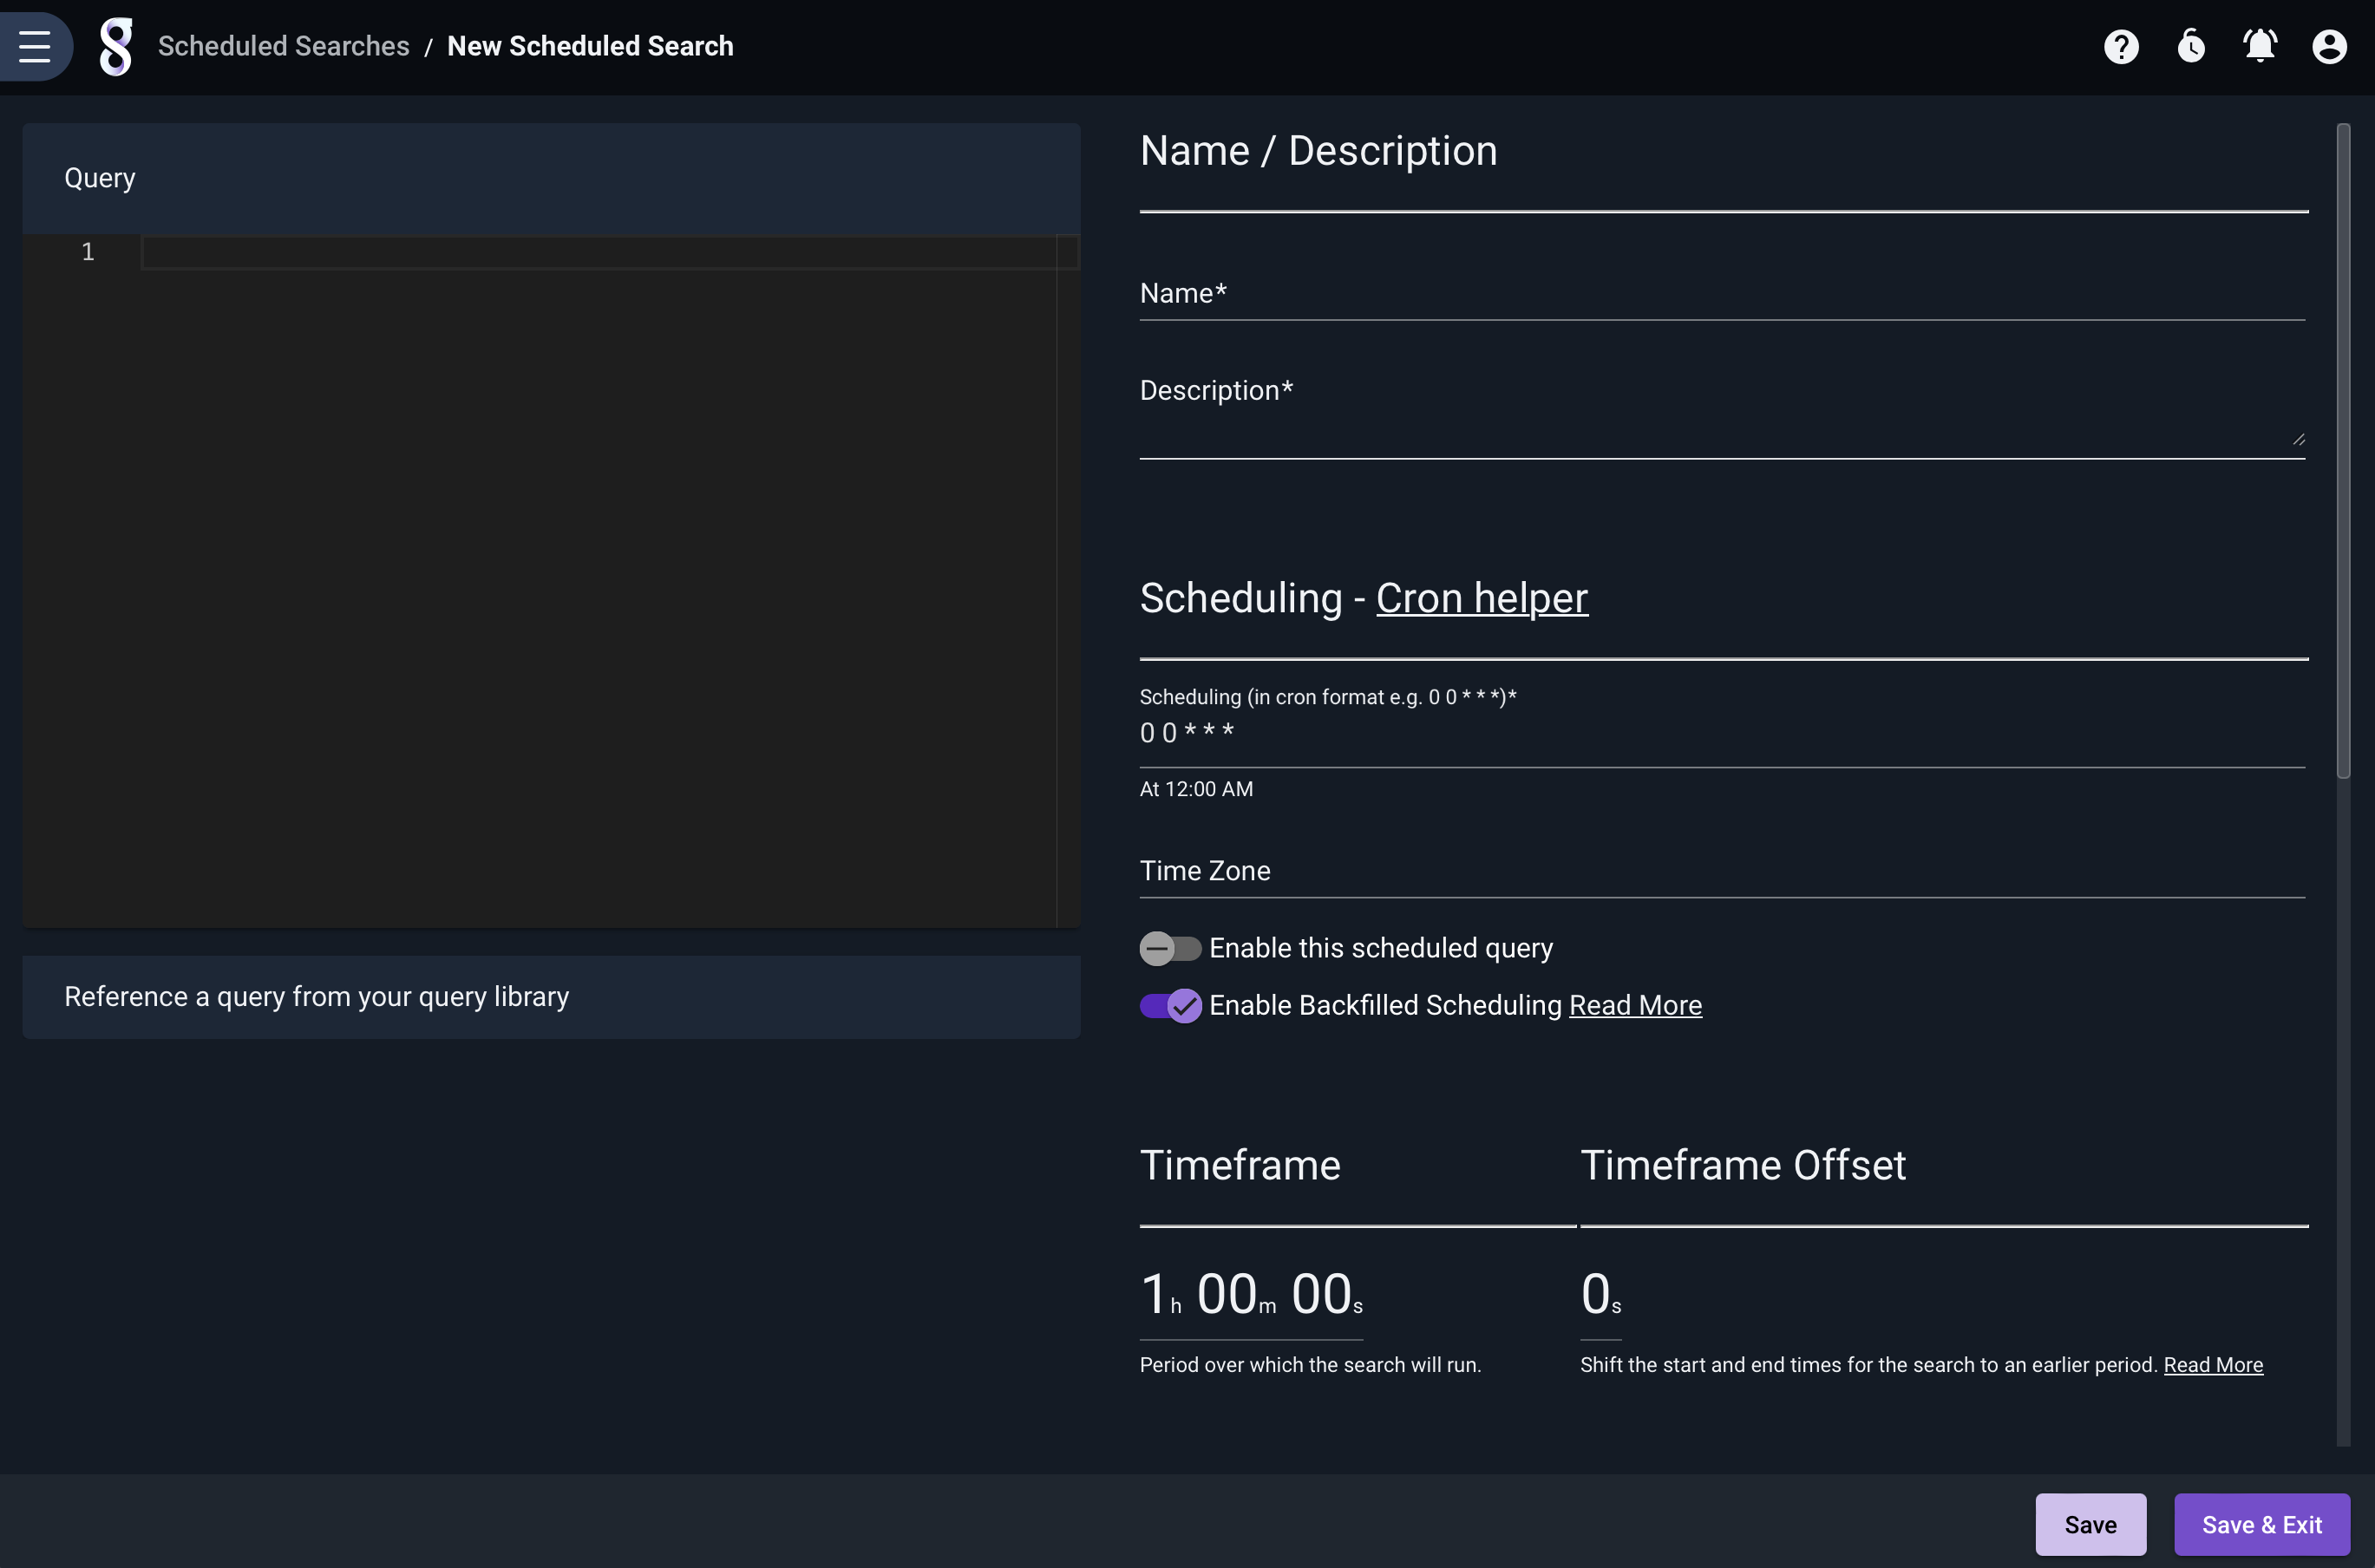 Scheduled Searches / New Scheduled Search
Query
1
Reference a query from your query library
Name / Description
Name*
Description*
Scheduling - Cron helper
Scheduling (in cron format e.g. 0 0 * * *)*
0 0 * * *
At 12:00 AM
Time Zone
Enable this scheduled query
Enable Backfilled Scheduling Read More
Timeframe
1h 00m 00s
Period over which the search will run.
Timeframe Offset
0s
Shift the start and end times for the search to an earlier period. Read More
Save
Save & Exit